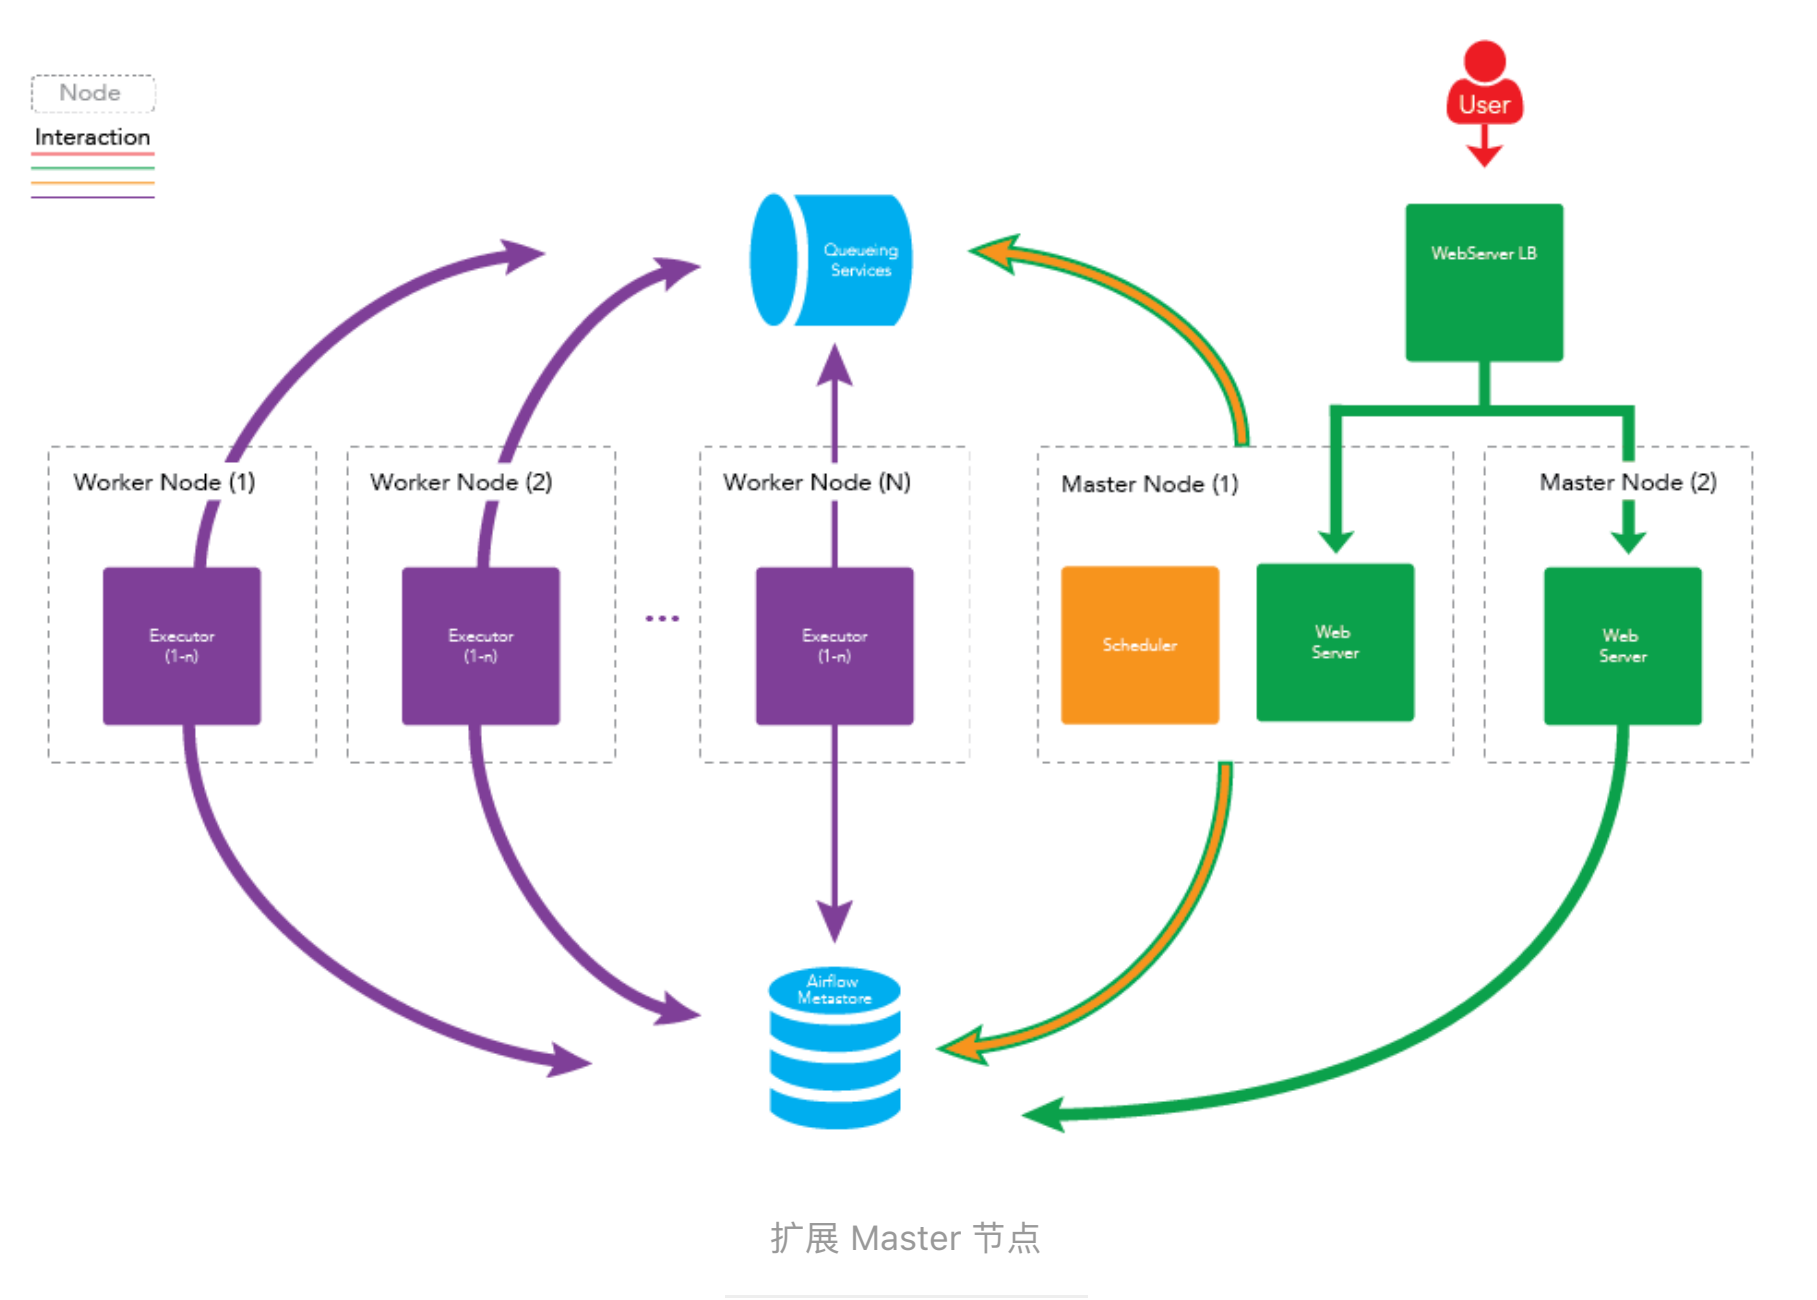 Node
Interaction
User
Queueing
Services
WebServer LB
Worker Node (1)
Worker Node (2)
Worker Node (N)
Master Node (1)
Master Node (2)
Executor
(1-n)
Executor
(1-n)
...
Executor
(1-n)
Scheduler
Web
Server
Web
Server
Airflow
Metastore
扩展 Master 节点